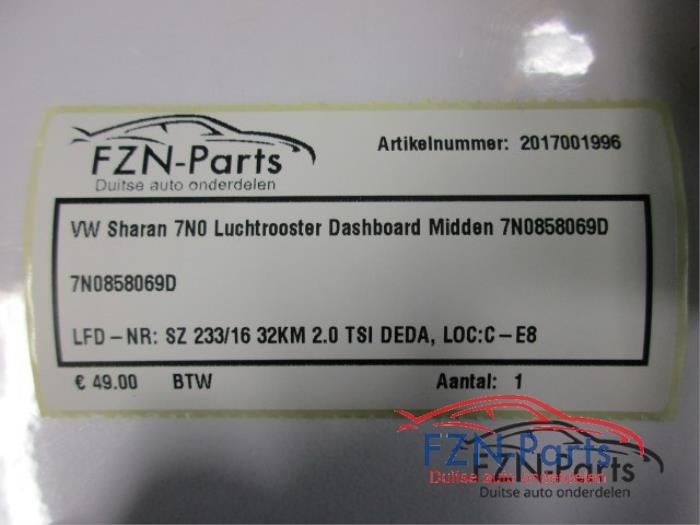 FZN-Parts
Duitse auto onderdelen
Artikelnummer: 2017001996
VW Sharan 7N0 Luchtrooster Dashboard Midden 7N0858069D
7N0858069D
LFD-NR: SZ 233/16 32KM 2.0 TSI DEDA, LOC:C-E8
€ 49.00 BTW Aantal: 1
FZN-Parts
Duitse auto onderdelen
FZN-Parts
Duitse auto onderdelen